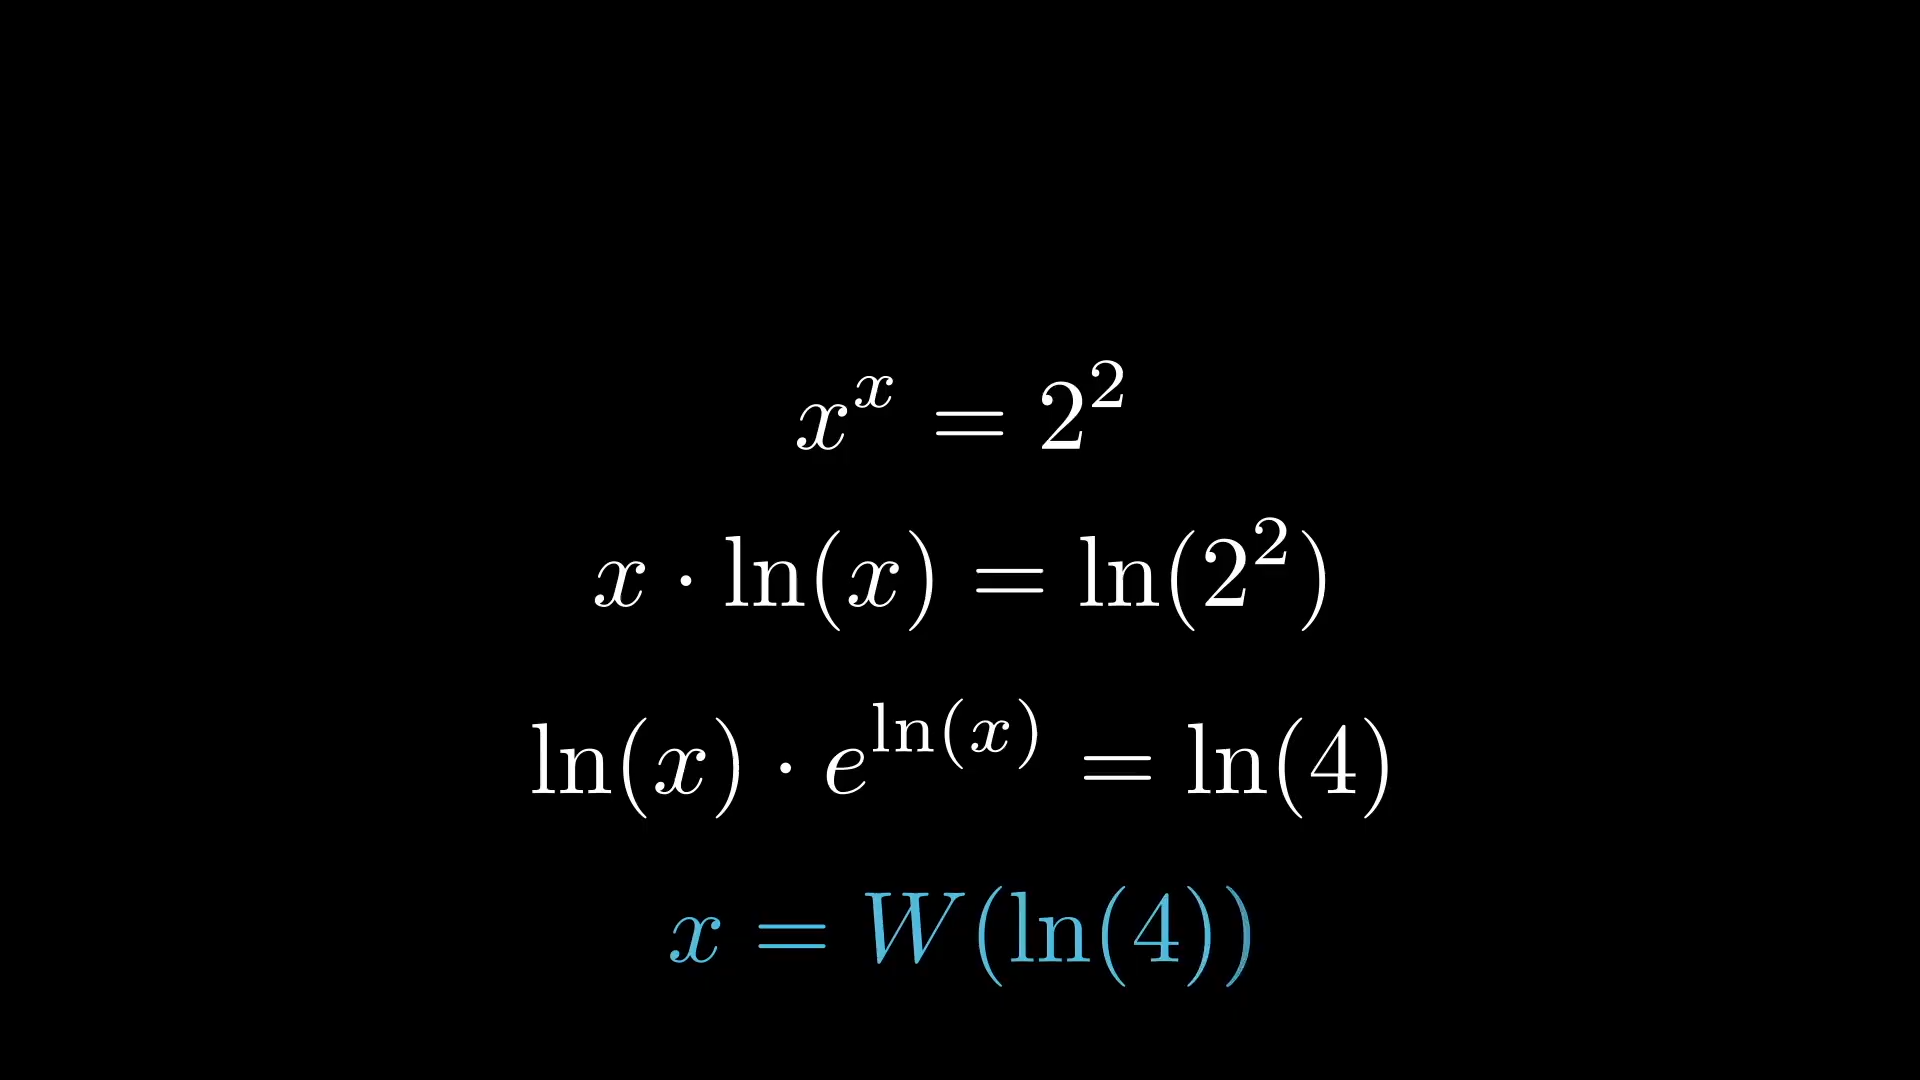 x^x = 2^2
x · ln(x) = ln(2^2)
ln(x) · e^{ln(x)} = ln(4)
x = W(ln(4))